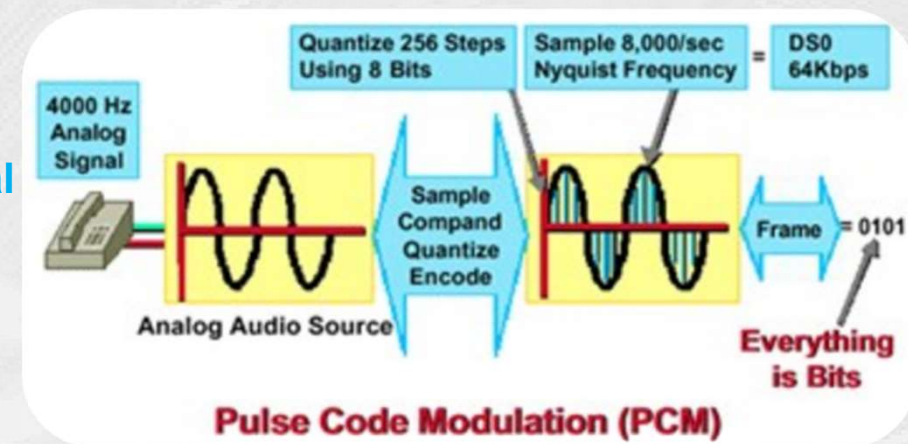 Quantize 256 Steps
Using 8 Bits
Sample 8,000/sec
Nyquist Frequency
=
DS0
64Kbps
4000 Hz
Analog
Signal
Sample
Compand
Quantize
Encode
Frame
= 0101
Analog Audio Source
Everything
is Bits
Pulse Code Modulation (PCM)